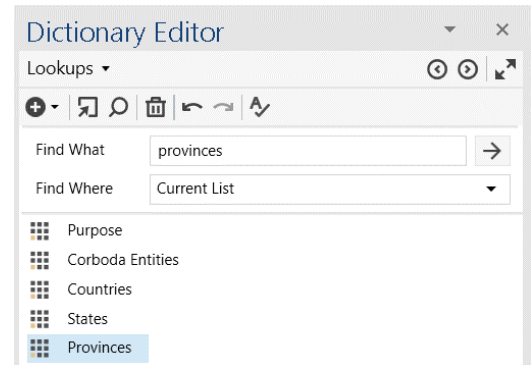 Dictionary Editor
Lookups
Find What provinces
Find Where Current List
Purpose
Corboda Entities
Countries
States
Provinces